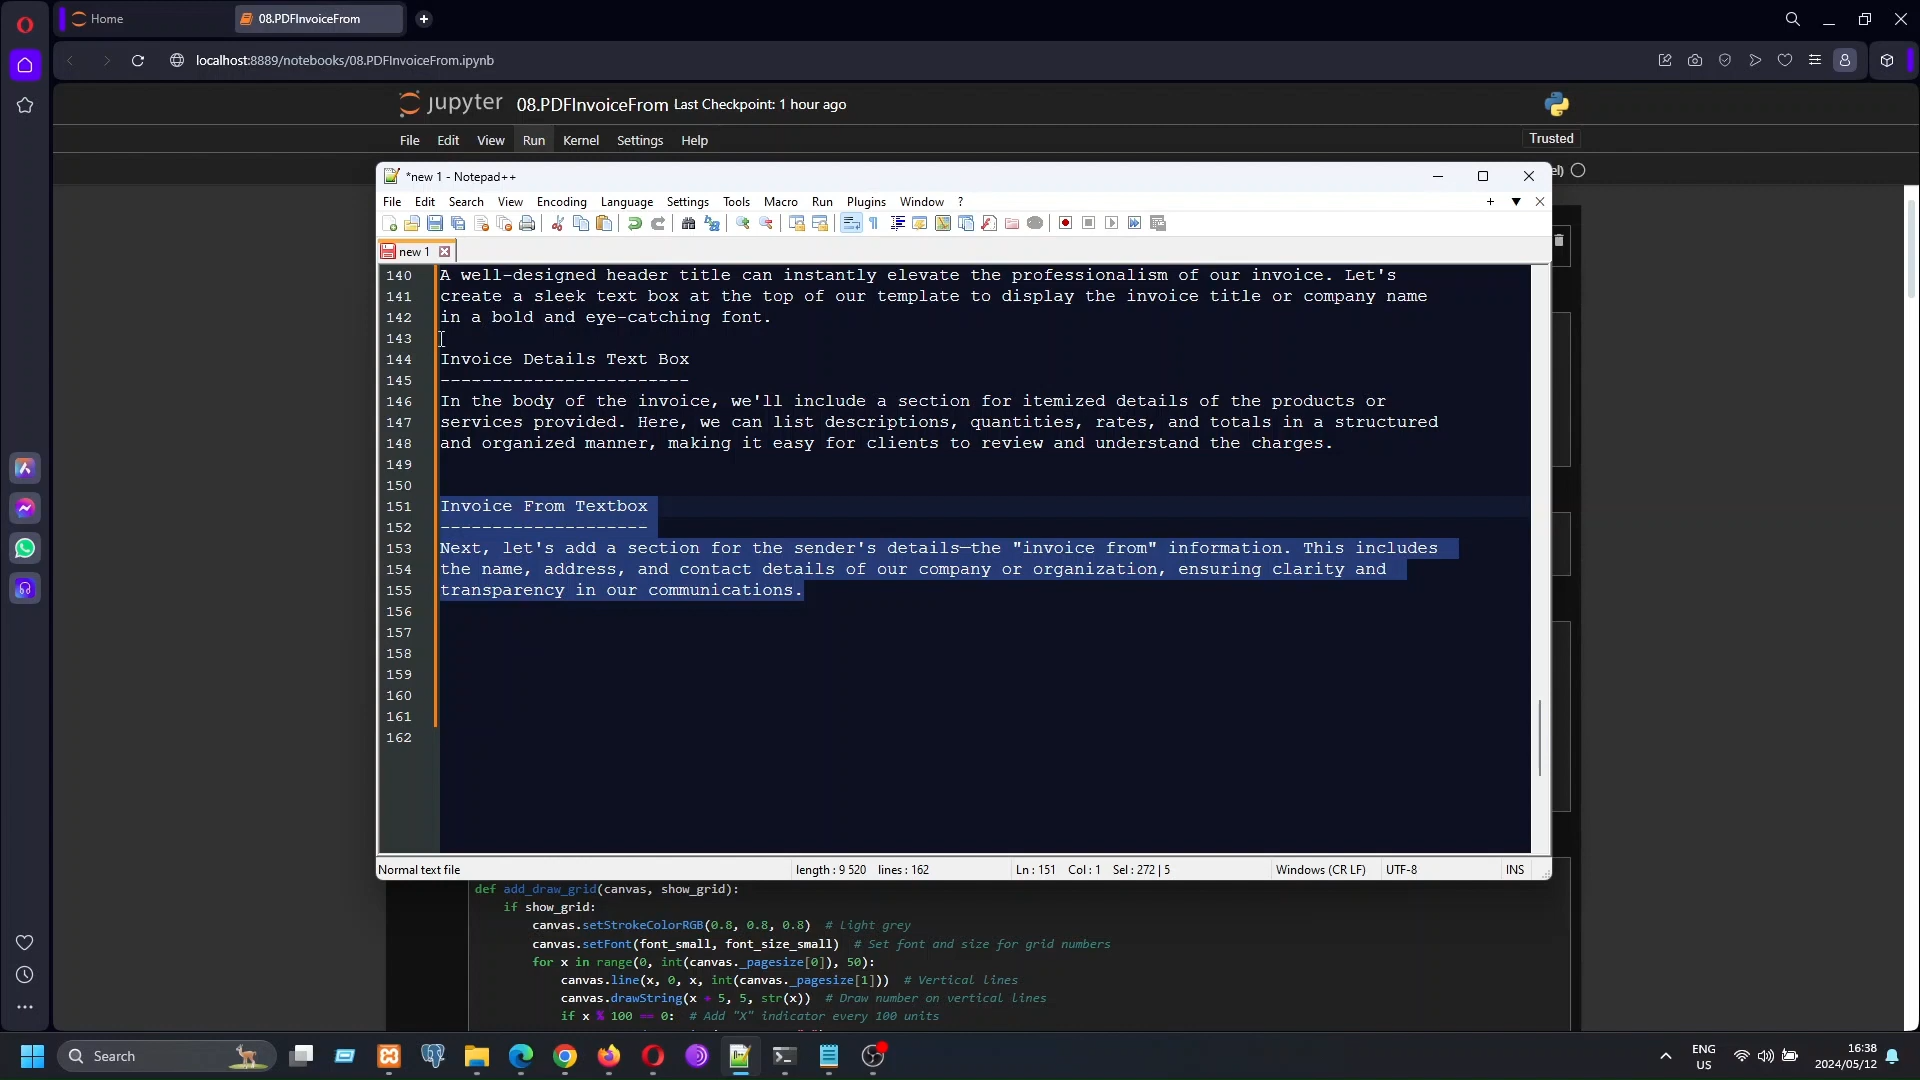 Home
08.PDFInvoiceFrom
localhost:8889/notebooks/08.PDFInvoiceFrom.ipynb
jupyter 08.PDFInvoiceFrom Last Checkpoint: 1 hour ago
File Edit View Run Kernel Settings Help
Trusted
*new 1 - Notepad++
File Edit Search View Encoding Language Settings Tools Macro Run Plugins Window ?
new 1
140 A well-designed header title can instantly elevate the professionalism of our invoice. Let's
141 create a sleek text box at the top of our template to display the invoice title or company name
142 in a bold and eye-catching font.
143
144 Invoice Details Text Box
145 ------------------------
146 In the body of the invoice, we'll include a section for itemized details of the products or
147 services provided. Here, we can list descriptions, quantities, rates, and totals in a structured
148 and organized manner, making it easy for clients to review and understand the charges.
149
150
151 Invoice From Textbox
152 --------------------
153 Next, let's add a section for the sender's details—the "invoice from" information. This includes
154 the name, address, and contact details of our company or organization, ensuring clarity and
155 transparency in our communications.
156
157
158
159
160
161
162
Normal text file length : 9 520 lines : 162 Ln : 151 Col : 1 Sel : 272 | 5 Windows (CR LF) UTF-8 INS
def add_draw_grid(canvas, show_grid):
if show_grid:
canvas.setStrokeColorRGB(0.8, 0.8, 0.8) # Light grey
canvas.setFont(font_small, font_size_small) # Set font and size for grid numbers
for x in range(0, int(canvas._pagesize[0]), 50):
canvas.line(x, 0, x, int(canvas._pagesize[1])) # Vertical lines
canvas.drawString(x + 5, 5, str(x)) # Draw number on vertical lines
if x % 100 == 0: # Add "X" indicator every 100 units
Search
ENG
US
16:38
2024/05/12